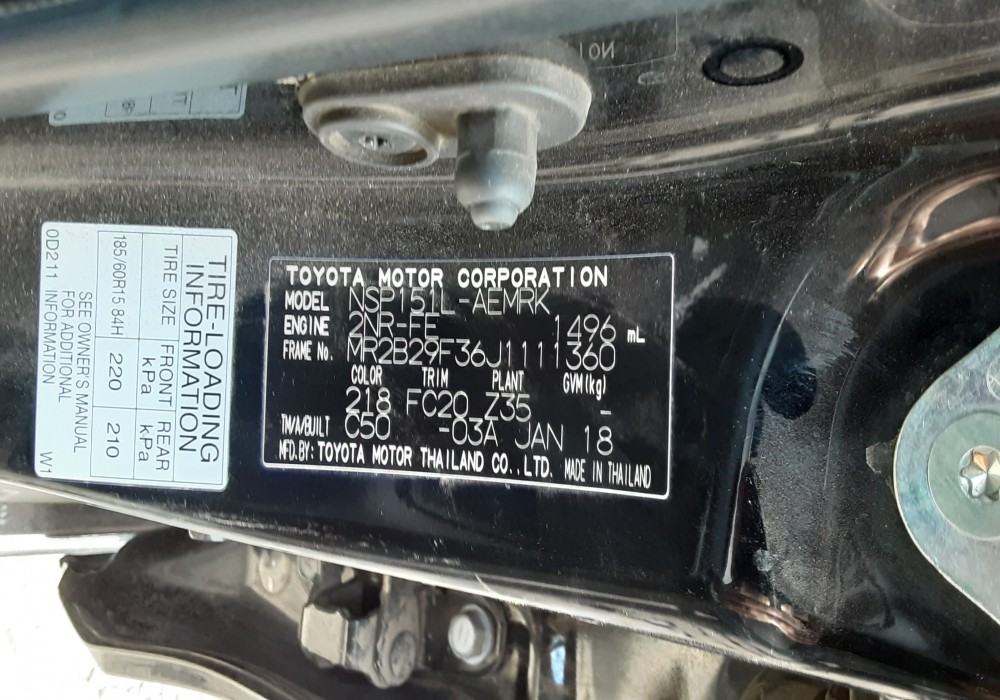 TOYOTA MOTOR CORPORATION
MODEL NSP151L-AEMRK
ENGINE 2NR-FE 1496 mL
FRAME No. MR2B29F36J1111360
COLOR TRIM PLANT GVM(kg)
218 FC20 Z35 -
TM/A/BUILT C50 -03A JAN 18
MFD.BY: TOYOTA MOTOR THAILAND CO.,LTD. MADE IN THAILAND
TIRE-LOADING
INFORMATION
TIRE SIZE FRONT kPa REAR kPa
185/60R15 84H 220 210
SEE OWNER'S MANUAL
FOR ADDITIONAL
INFORMATION
0D211 W1